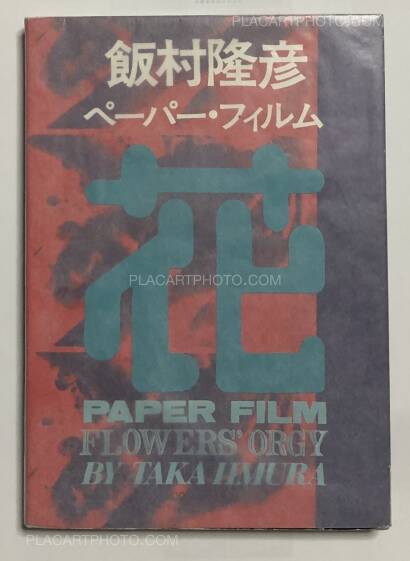 PLACARTPHOTO.COM
飯村隆彦
ペーパー・フィルム
花
PLACARTPHOTO.COM
PAPER FILM
FLOWERS' ORGY
BY TAKA IIMURA
PLACARTPHOTO.COM